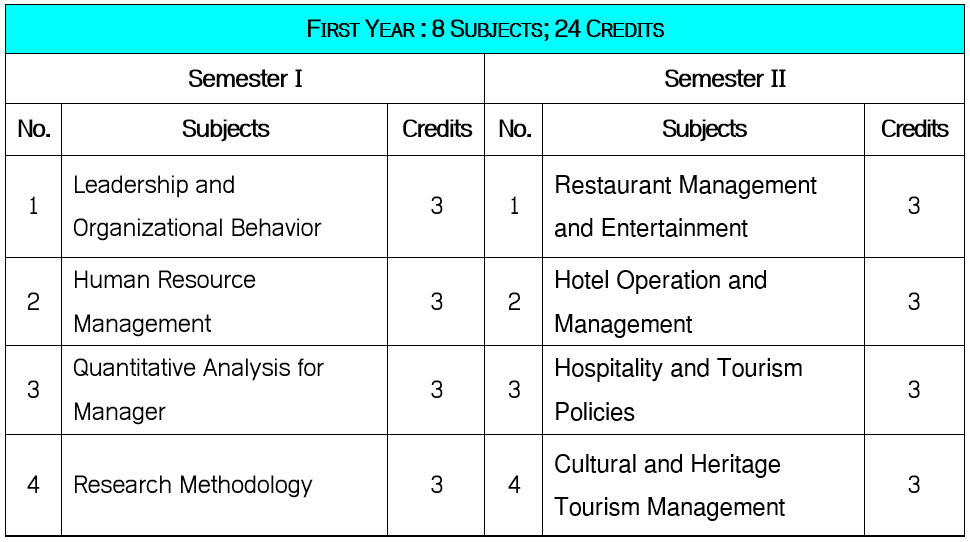 FIRST YEAR : 8 SUBJECTS; 24 CREDITS
Semester I Semester II
No. Subjects Credits No. Subjects Credits
1 Leadership and Organizational Behavior 3 1 Restaurant Management and Entertainment 3
2 Human Resource Management 3 2 Hotel Operation and Management 3
3 Quantitative Analysis for Manager 3 3 Hospitality and Tourism Policies 3
4 Research Methodology 3 4 Cultural and Heritage Tourism Management 3